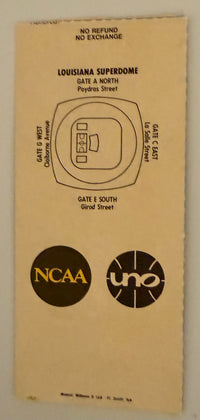 NO REFUND
NO EXCHANGE
LOUISIANA SUPERDOME
GATE A NORTH
Poydras Street
GATE G WEST
Claiborne Avenue
GATE C EAST
La Salle Street
GATE E SOUTH
Girod Street
NCAA
uno